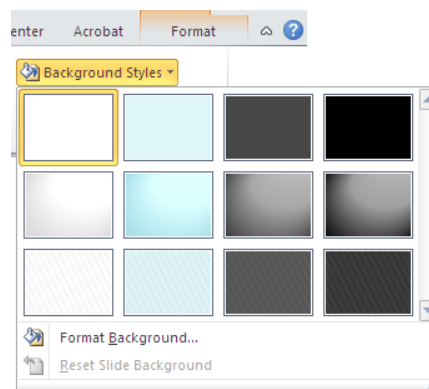 enter Acrobat Format
Background Styles
Format Background...
Reset Slide Background